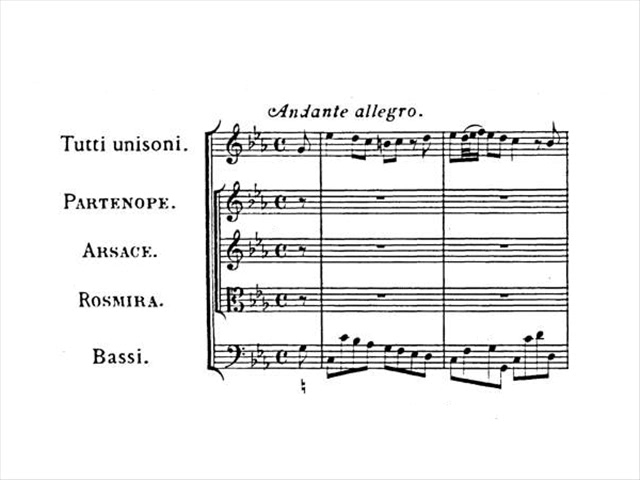 Andante allegro.
Tutti unisoni.
PARTENOPE.
ARSACE.
ROSMIRA.
Bassi.